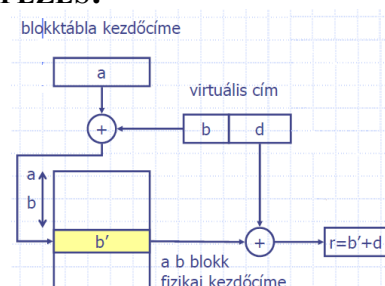 blokktábla kezdőcíme
a
virtuális cím
+
b d
a
b
b'
+
r=b'+d
a b blokk
fizikai kezdőcíme